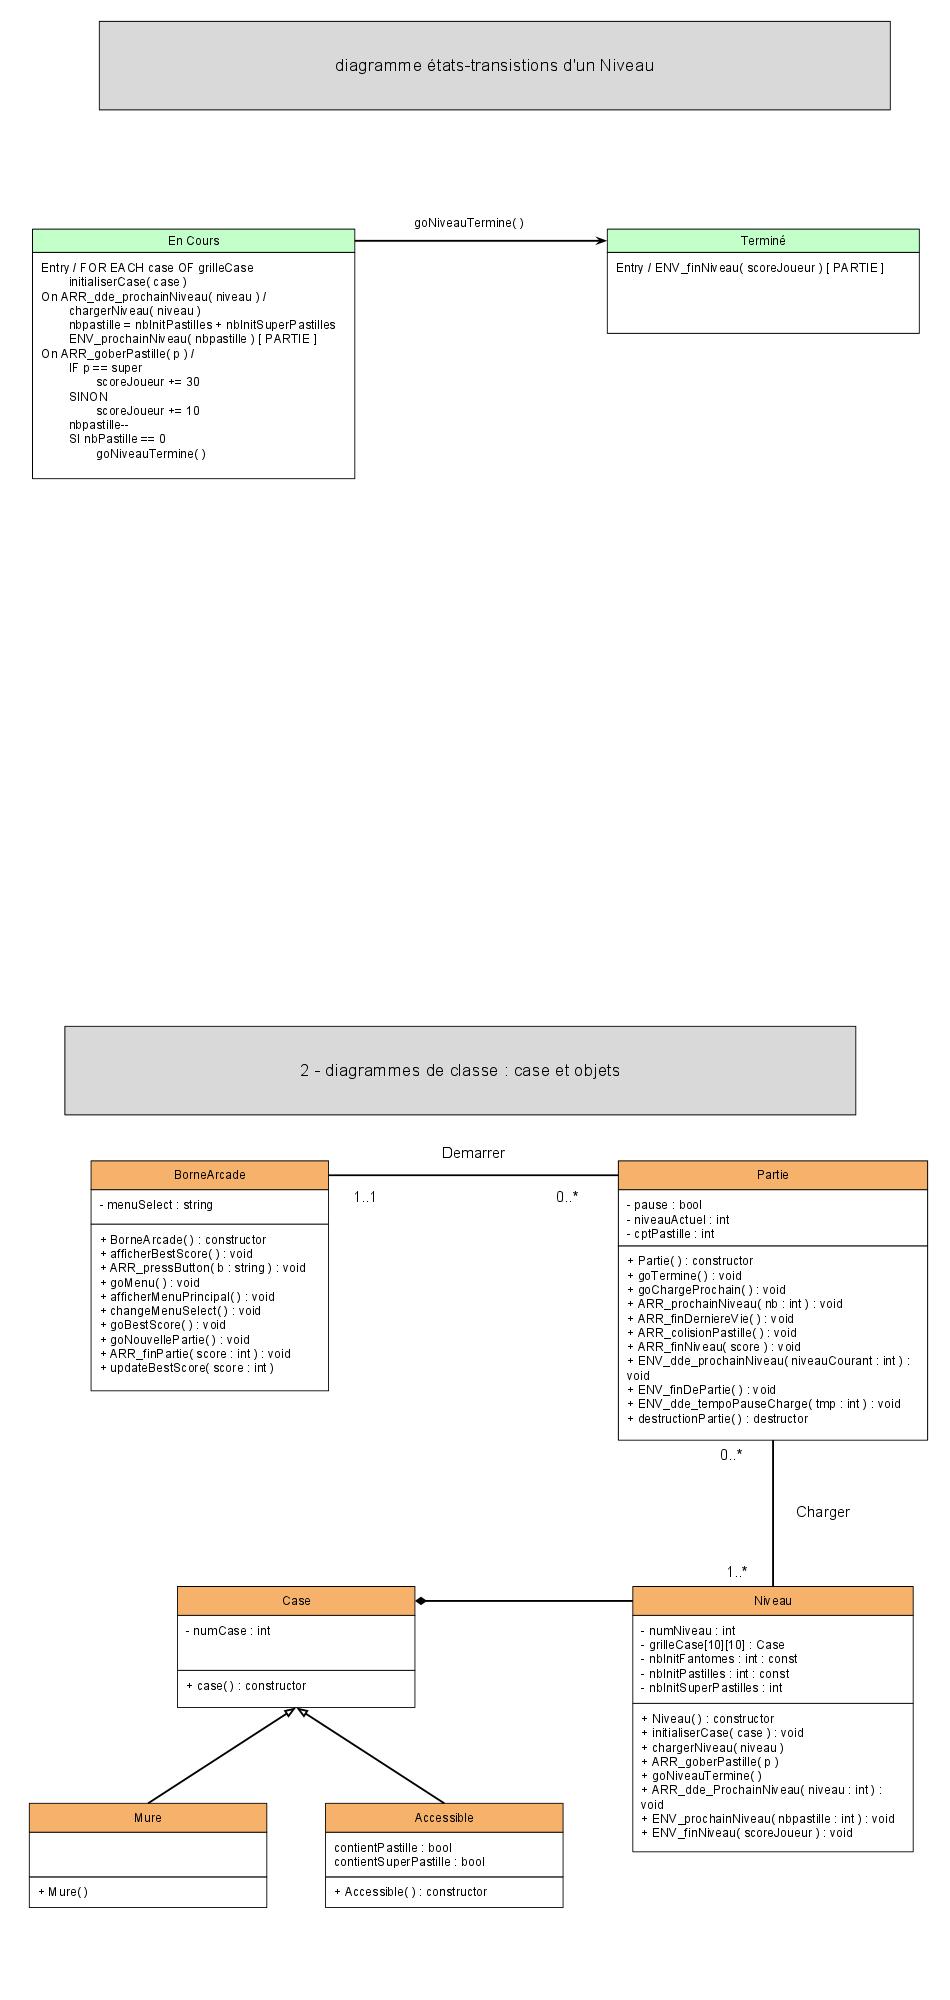 diagramme états-transistions d'un Niveau
goNiveauTermine( )
En Cours
Entry / FOR EACH case OF grilleCase
initialiserCase( case )
On ARR_dde_prochainNiveau( niveau ) /
chargerNiveau( niveau )
nbpastille = nbInitPastilles + nbInitSuperPastilles
ENV_prochainNiveau( nbpastille ) [ PARTIE ]
On ARR_goberPastille( p ) /
IF p == super
scoreJoueur += 30
SINON
scoreJoueur += 10
nbpastille--
SI nbPastille == 0
goNiveauTermine( )
Terminé
Entry / ENV_finNiveau( scoreJoueur ) [ PARTIE ]
2 - diagrammes de classe : case et objets
Demarrer
1..1
0..*
BorneArcade
- menuSelect : string
+ BorneArcade( ) : constructor
+ afficherBestScore( ) : void
+ ARR_pressButton( b : string ) : void
+ goMenu( ) : void
+ afficherMenuPrincipal( ) : void
+ changeMenuSelect( ) : void
+ goBestScore( ) : void
+ goNouvellePartie( ) : void
+ ARR_finPartie( score : int ) : void
+ updateBestScore( score : int )
Partie
- pause : bool
- niveauActuel : int
- cptPastille : int
+ Partie( ) : constructor
+ goTermine( ) : void
+ goChargeProchain( ) : void
+ ARR_prochainNiveau( nb : int ) : void
+ ARR_finDerniereVie( ) : void
+ ARR_colisionPastille( ) : void
+ ARR_finNiveau( score ) : void
+ ENV_dde_prochainNiveau( niveauCourant : int ) :
void
+ ENV_finDePartie( ) : void
+ ENV_dde_tempoPauseCharge( tmp : int ) : void
+ destructionPartie( ) : destructor
0..*
Charger
1..*
Case
- numCase : int
+ case( ) : constructor
Niveau
- numNiveau : int
- grilleCase[10][10] : Case
- nbInitFantomes : int : const
- nbInitPastilles : int : const
- nbInitSuperPastilles : int
+ Niveau( ) : constructor
+ initialiserCase( case ) : void
+ chargerNiveau( niveau )
+ ARR_goberPastille( p )
+ goNiveauTermine( )
+ ARR_dde_ProchainNiveau( niveau : int ) :
void
+ ENV_prochainNiveau( nbpastille : int ) : void
+ ENV_finNiveau( scoreJoueur ) : void
Mure
+ Mure( )
Accessible
contientPastille : bool
contientSuperPastille : bool
+ Accessible( ) : constructor